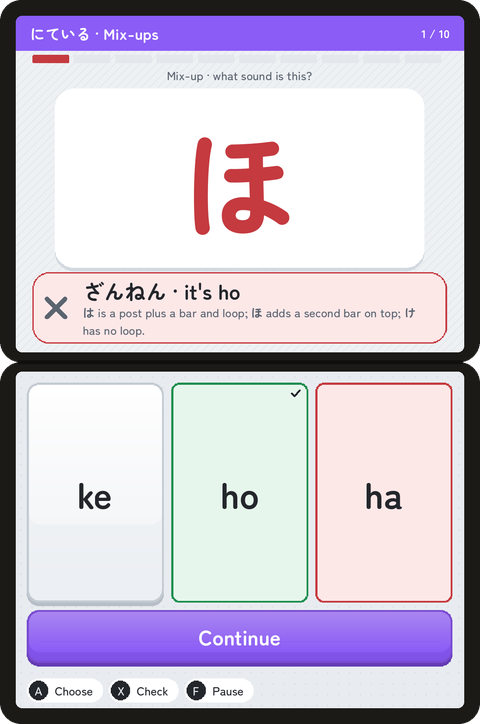 にている · Mix-ups
1 / 10
Mix-up · what sound is this?
ほ
ざんねん · it's ho
は is a post plus a bar and loop; ほ adds a second bar on top; け
has no loop.
ke
ho
ha
Continue
A Choose
X Check
F Pause